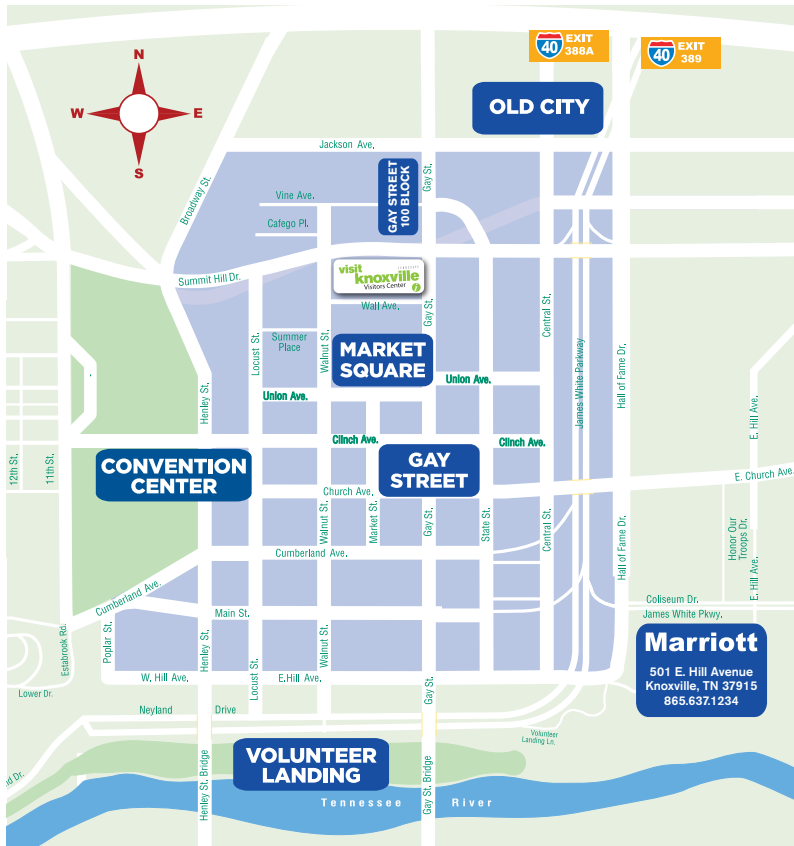 40 EXIT
388A
40 EXIT
389
N
W E
S
OLD CITY
Jackson Ave.
GAY STREET
100 BLOCK
Gay St.
Broadway St.
Vine Ave.
Cafego Pl.
Summit Hill Dr.
visit
TENNESSEE
knoxville
Visitors Center
i
Wall Ave.
Gay St.
Central St.
Locust St.
Summer
Place
Walnut St.
MARKET
SQUARE
James White Parkway
Hall of Fame Dr.
Union Ave.
Union Ave.
Henley St.
E. Hill Ave.
Clinch Ave.
Clinch Ave.
12th St.
11th St.
CONVENTION
CENTER
GAY
STREET
E. Church Ave.
Church Ave.
Walnut St.
Market St.
Gay St.
State St.
Central St.
Hall of Fame Dr.
Honor Our
Troops Dr.
Cumberland Ave.
E. Hill Ave.
Cumberland Ave.
Coliseum Dr.
Main St.
James White Pkwy.
Estabrook Rd.
Poplar St.
Henley St.
Walnut St.
Marriott
501 E. Hill Avenue
Knoxville, TN 37915
865.637.1234
Locust St.
W. Hill Ave.
E.Hill Ave.
Gay St.
Lower Dr.
Neyland Drive
Volunteer
Landing Ln.
VOLUNTEER
LANDING
Henley St. Bridge
Gay St. Bridge
nd Dr.
Tennessee River